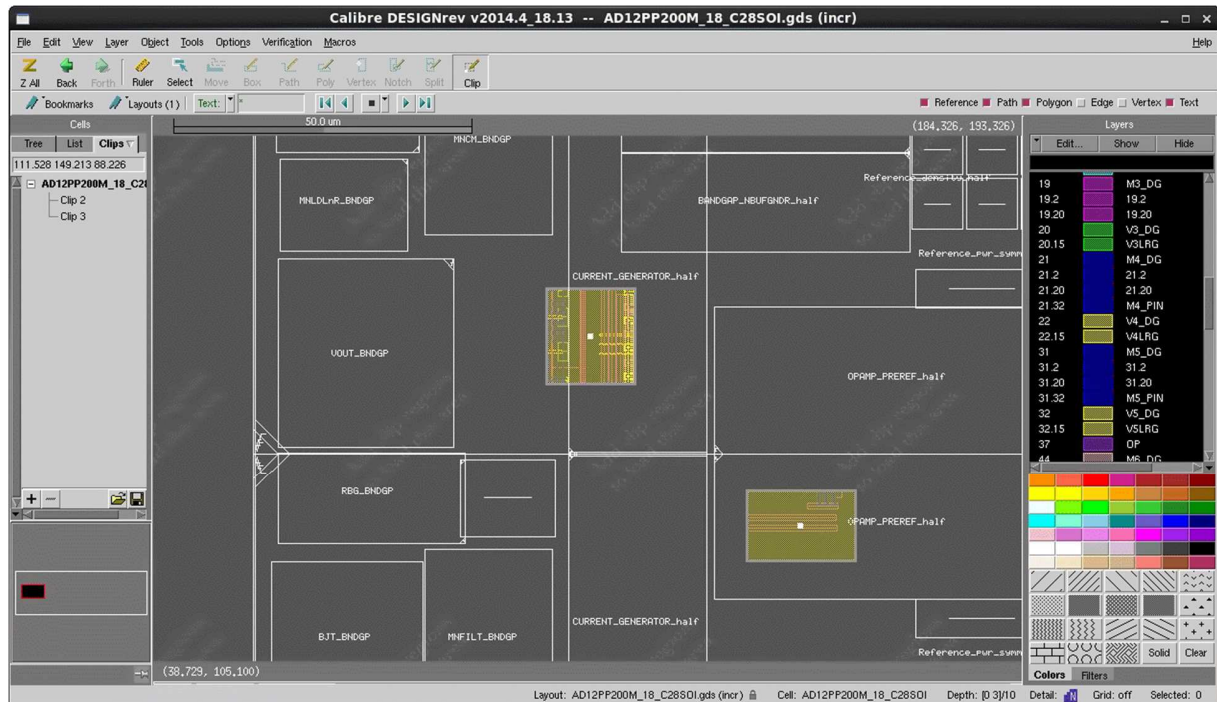 Calibre DESIGNrev v2014.4_18.13 -- AD12PP200M_18_C28SOI.gds (incr)
File Edit View Layer Object Tools Options Verification Macros Help
Z All Back Forth Ruler Select Move Box Path Poly Vertex Notch Split Clip
Bookmarks Layouts (1) Text: * Reference Path Polygon Edge Vertex Text
Cells
Tree List Clips
111.528 149.213 88.226
AD12PP200M_18_C28
Clip 2
Clip 3
50.0 um
(184.326, 193.326)
MNCM_BNDGP
Reference_density_half
MNLDLnR_BNDGP
BANDGAP_NBUFGNDR_half
Reference_pwr_symm
CURRENT_GENERATOR_half
VOUT_BNDGP
OPAMP_PREREF_half
RBG_BNDGP
OPAMP_PREREF_half
CURRENT_GENERATOR_half
BJT_BNDGP
MNFILT_BNDGP
Reference_pwr_symm
(38.729, 105.100)
Layers
Edit... Show Hide
19 M3_DG
19.2 19.2
19.20 19.20
20 V3_DG
20.15 V3LRG
21 M4_DG
21.2 21.2
21.20 21.20
21.32 M4_PIN
22 V4_DG
22.15 V4LRG
31 M5_DG
31.2 31.2
31.20 31.20
31.32 M5_PIN
32 V5_DG
32.15 V5LRG
37 OP
44 M6_DG
Solid Clear
Colors Filters
Layout: AD12PP200M_18_C28SOI.gds (incr) Cell: AD12PP200M_18_C28SOI Depth: [0 3]/10 Detail: Grid: off Selected: 0